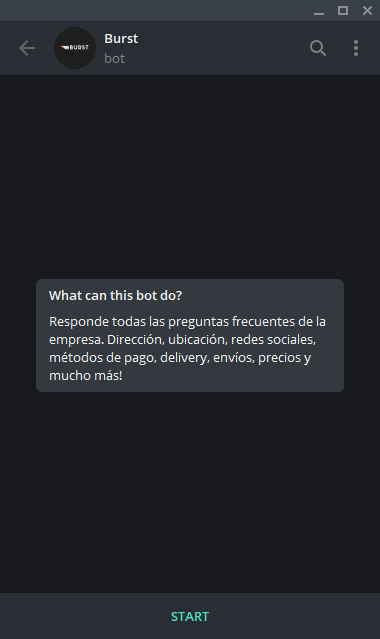 Burst
BURST
bot
What can this bot do?
Responde todas las preguntas frecuentes de la
empresa. Dirección, ubicación, redes sociales,
métodos de pago, delivery, envíos, precios y
mucho más!
START